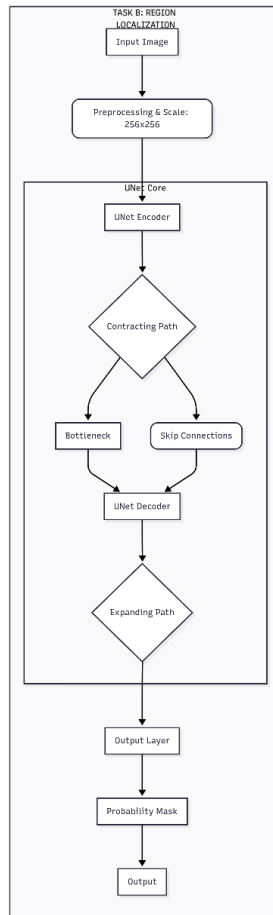 TASK B: REGION
LOCALIZATION
Input Image
Preprocessing & Scale:
256x256
UNet Core
UNet Encoder
Contracting Path
Bottleneck
Skip Connections
UNet Decoder
Expanding Path
Output Layer
Probability Mask
Output